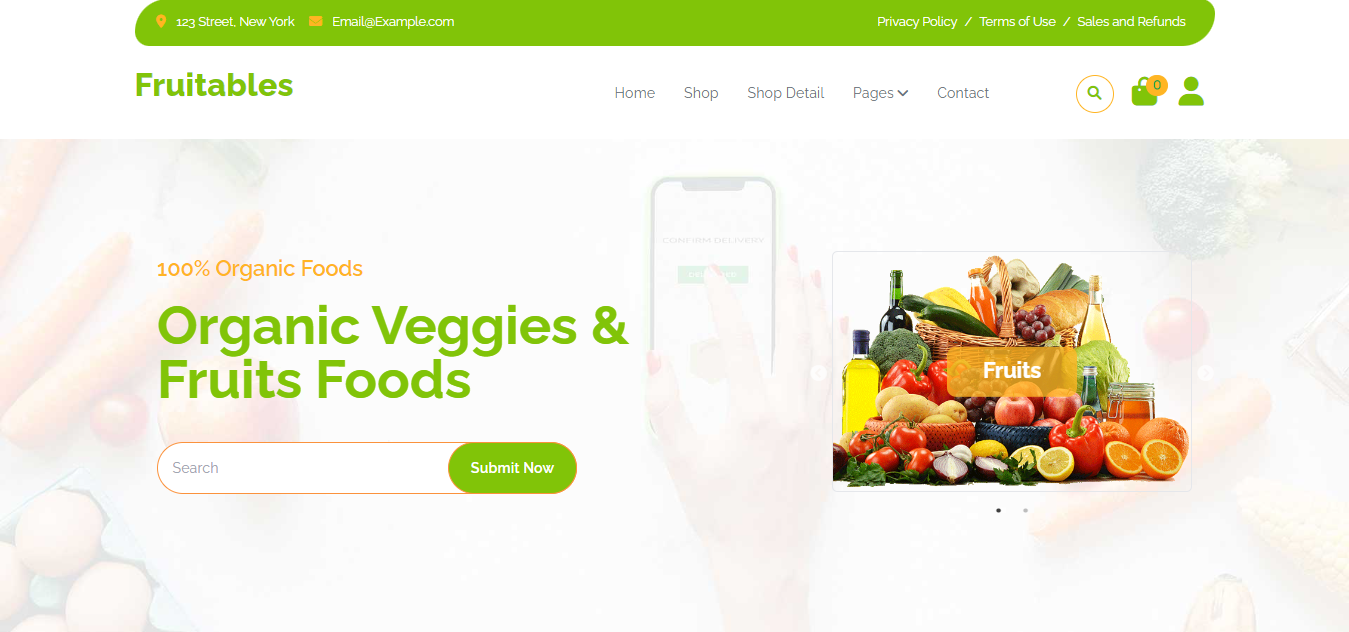 123 Street, New York Email@Example.com Privacy Policy / Terms of Use / Sales and Refunds
Fruitables
Home Shop Shop Detail Pages Contact
0
CONFIRM DELIVERY
100% Organic Foods
Organic Veggies &
Fruits Foods
Search Submit Now
Fruits